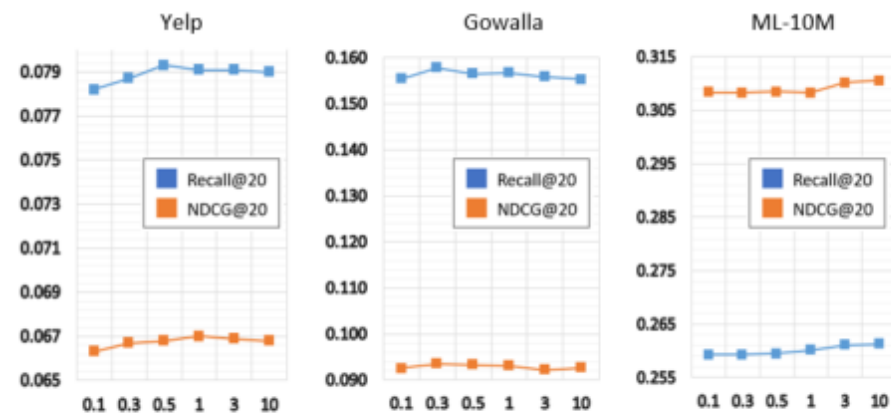 Yelp
0.079
0.077
0.075
0.073
0.071
0.069
0.067
0.065
Recall@20
NDCG@20
0.1 0.3 0.5 1 3 10
Gowalla
0.160
0.150
0.140
0.130
0.120
0.110
0.100
0.090
Recall@20
NDCG@20
0.1 0.3 0.5 1 3 10
ML-10M
0.315
0.305
0.295
0.285
0.275
0.265
0.255
Recall@20
NDCG@20
0.1 0.3 0.5 1 3 10